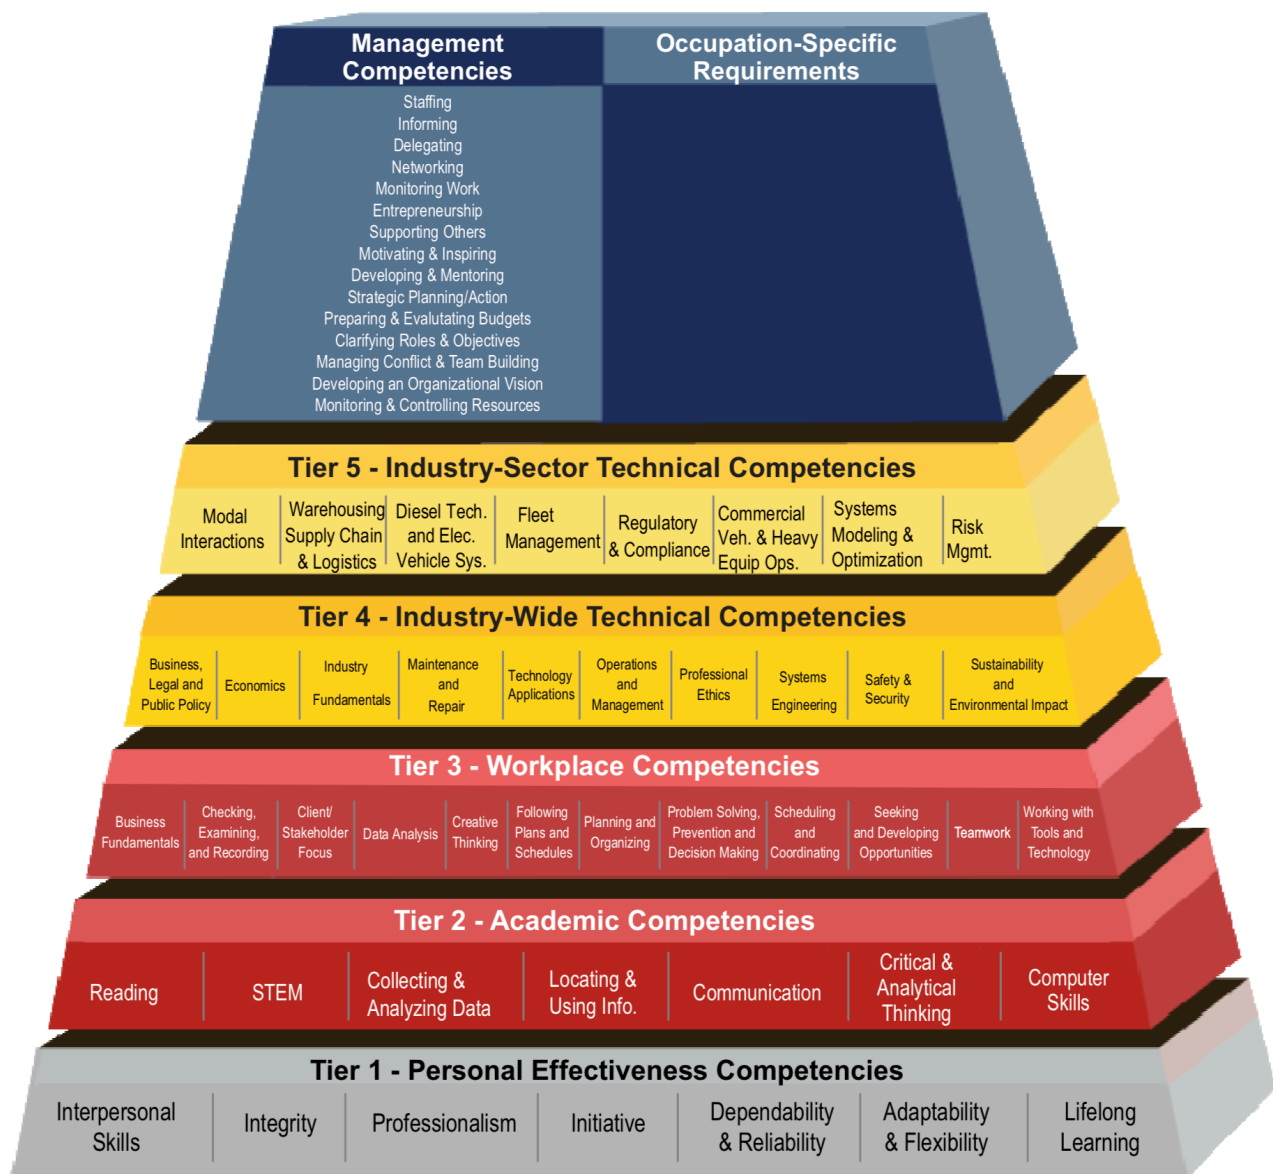 Management
Competencies
Occupation-Specific
Requirements
Staffing
Informing
Delegating
Networking
Monitoring Work
Entrepreneurship
Supporting Others
Motivating & Inspiring
Developing & Mentoring
Strategic Planning/Action
Preparing & Evalutating Budgets
Clarifying Roles & Objectives
Managing Conflict & Team Building
Developing an Organizational Vision
Monitoring & Controlling Resources
Tier 5 - Industry-Sector Technical Competencies
Modal
Interactions
Warehousing
Supply Chain
& Logistics
Diesel Tech.
and Elec.
Vehicle Sys.
Fleet
Management
Regulatory
& Compliance
Commercial
Veh. & Heavy
Equip Ops.
Systems
Modeling &
Optimization
Risk
Mgmt.
Tier 4 - Industry-Wide Technical Competencies
Business,
Legal and
Public Policy
Economics
Industry
Fundamentals
Maintenance
and
Repair
Technology
Applications
Operations
and
Management
Professional
Ethics
Systems
Engineering
Safety &
Security
Sustainability
and
Environmental Impact
Tier 3 - Workplace Competencies
Business
Fundamentals
Checking,
Examining,
and Recording
Client/
Stakeholder
Focus
Data Analysis
Creative
Thinking
Following
Plans and
Schedules
Planning and
Organizing
Problem Solving,
Prevention and
Decision Making
Scheduling
and
Coordinating
Seeking
and Developing
Opportunities
Teamwork
Working with
Tools and
Technology
Tier 2 - Academic Competencies
Reading
STEM
Collecting &
Analyzing Data
Locating &
Using Info.
Communication
Critical &
Analytical
Thinking
Computer
Skills
Tier 1 - Personal Effectiveness Competencies
Interpersonal
Skills
Integrity
Professionalism
Initiative
Dependability
& Reliability
Adaptability
& Flexibility
Lifelong
Learning